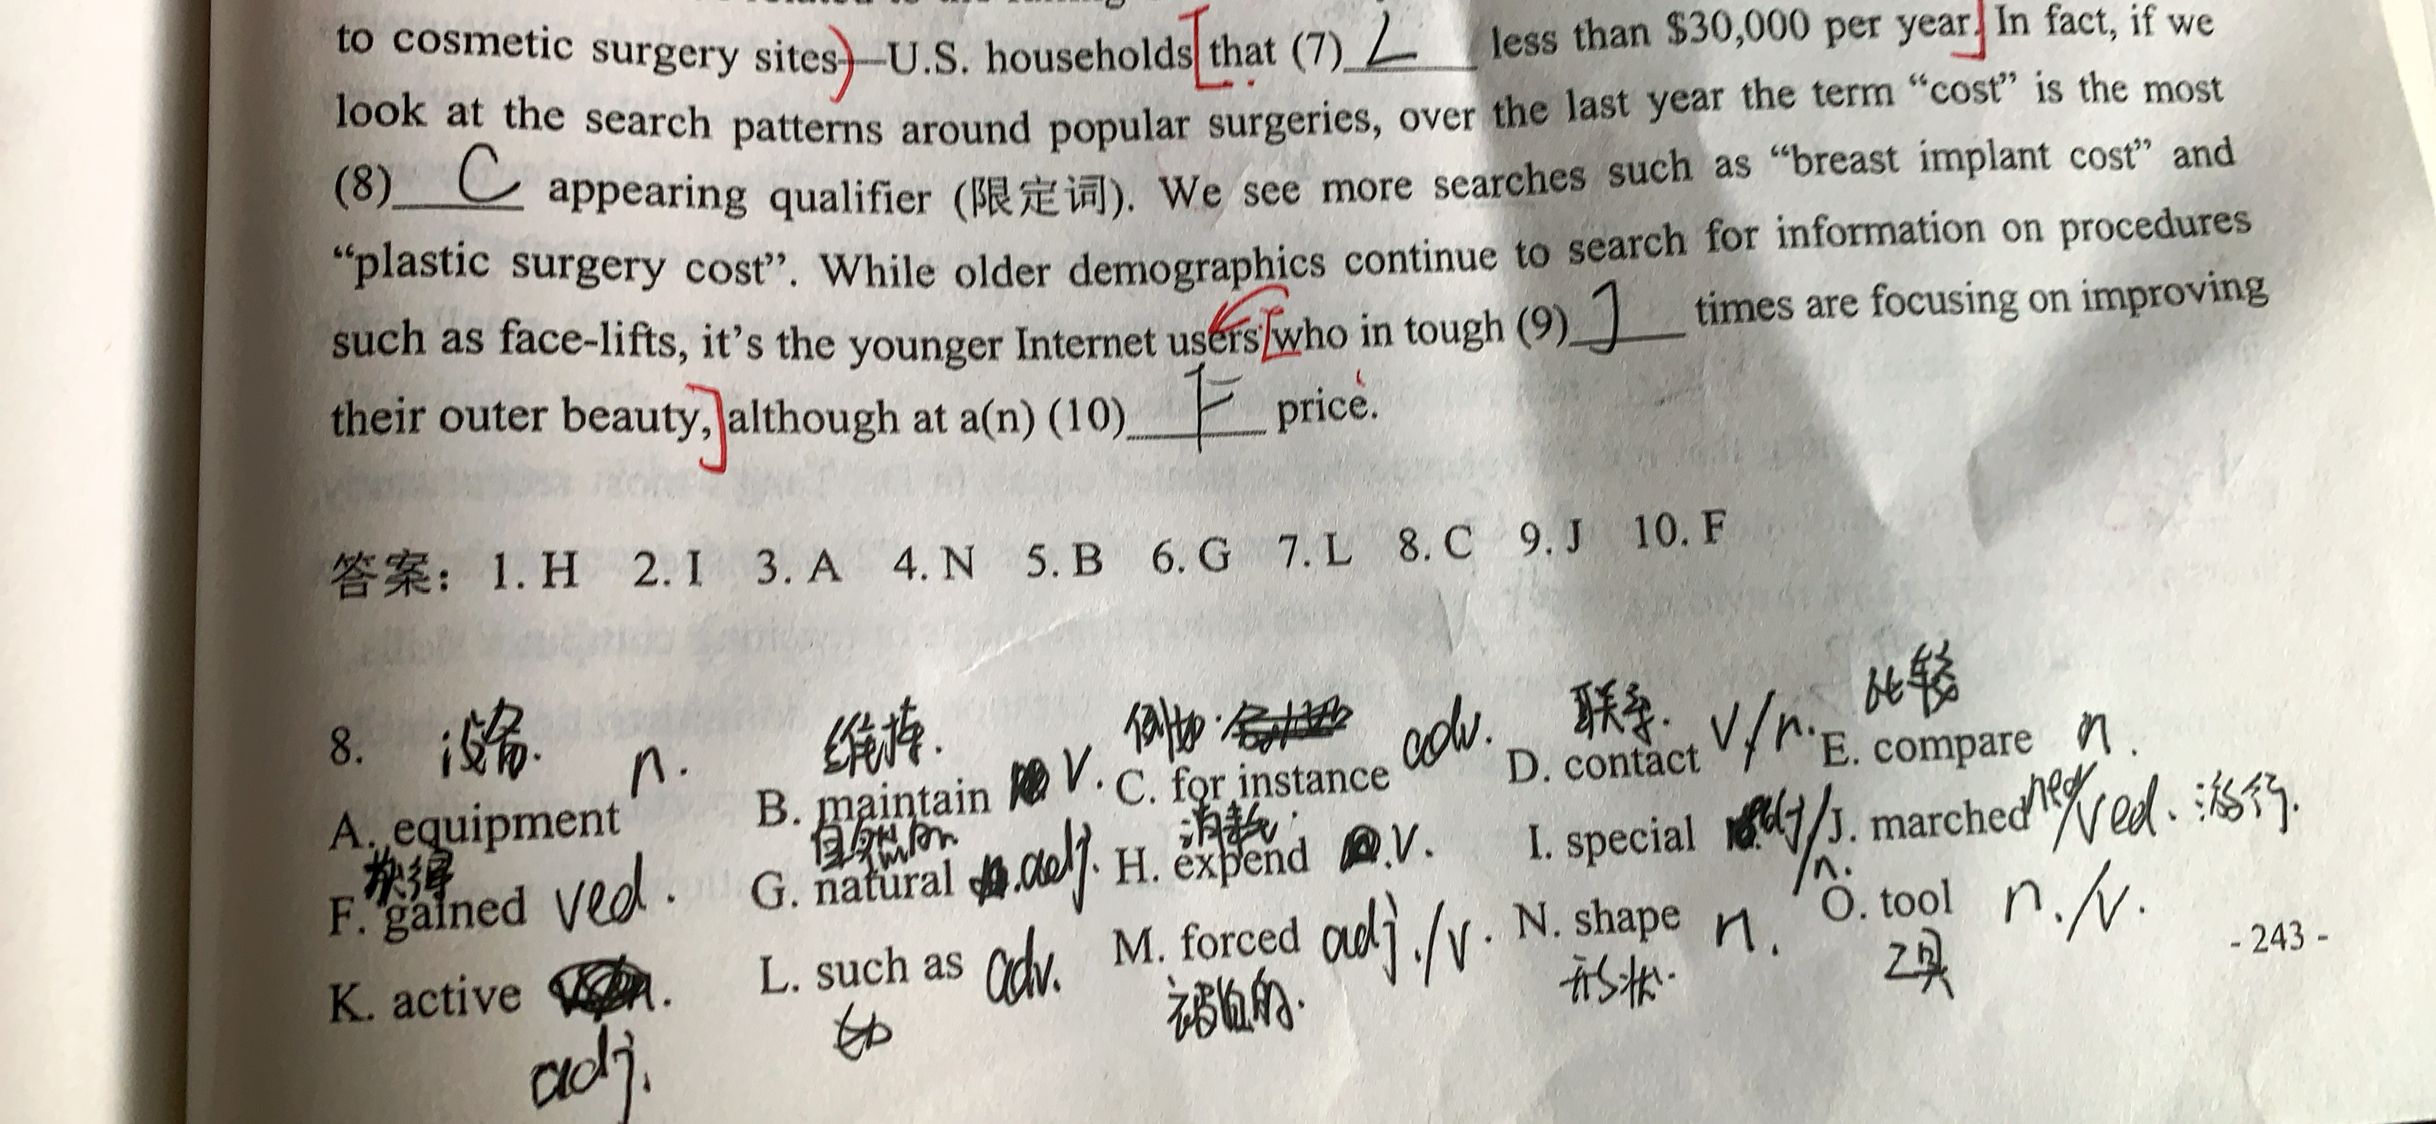 to cosmetic surgery sites)—U.S. households[that (7) L less than $30,000 per year.] In fact, if we
look at the search patterns around popular surgeries, over the last year the term “cost” is the most
(8) C appearing qualifier (限定词). We see more searches such as “breast implant cost” and
“plastic surgery cost”. While older demographics continue to search for information on procedures
such as face-lifts, it’s the younger Internet users[who in tough (9) J times are focusing on improving
their outer beauty,]although at a(n) (10) F price.
答案：1. H 2. I 3. A 4. N 5. B 6. G 7. L 8. C 9. J 10. F
设备. 维持. 例如. 联系. 比较
8.
A. equipment n. B. maintain v. C. for instance adv. D. contact v/n. E. compare n.
获得 自然的 消耗.
F. gained ved. G. natural adj. H. expend v. I. special adj/n. J. marched ned/ved. 游行.
K. active adj. L. such as adv. M. forced adj./v. N. shape n. O. tool n./v.
如 被迫的. 形状. 工具
- 243 -